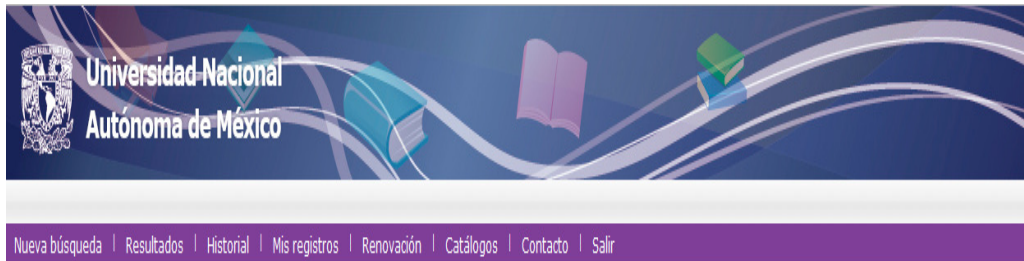 Universidad Nacional
Autónoma de México
Nueva búsqueda | Resultados | Historial | Mis registros | Renovación | Catálogos | Contacto | Salir